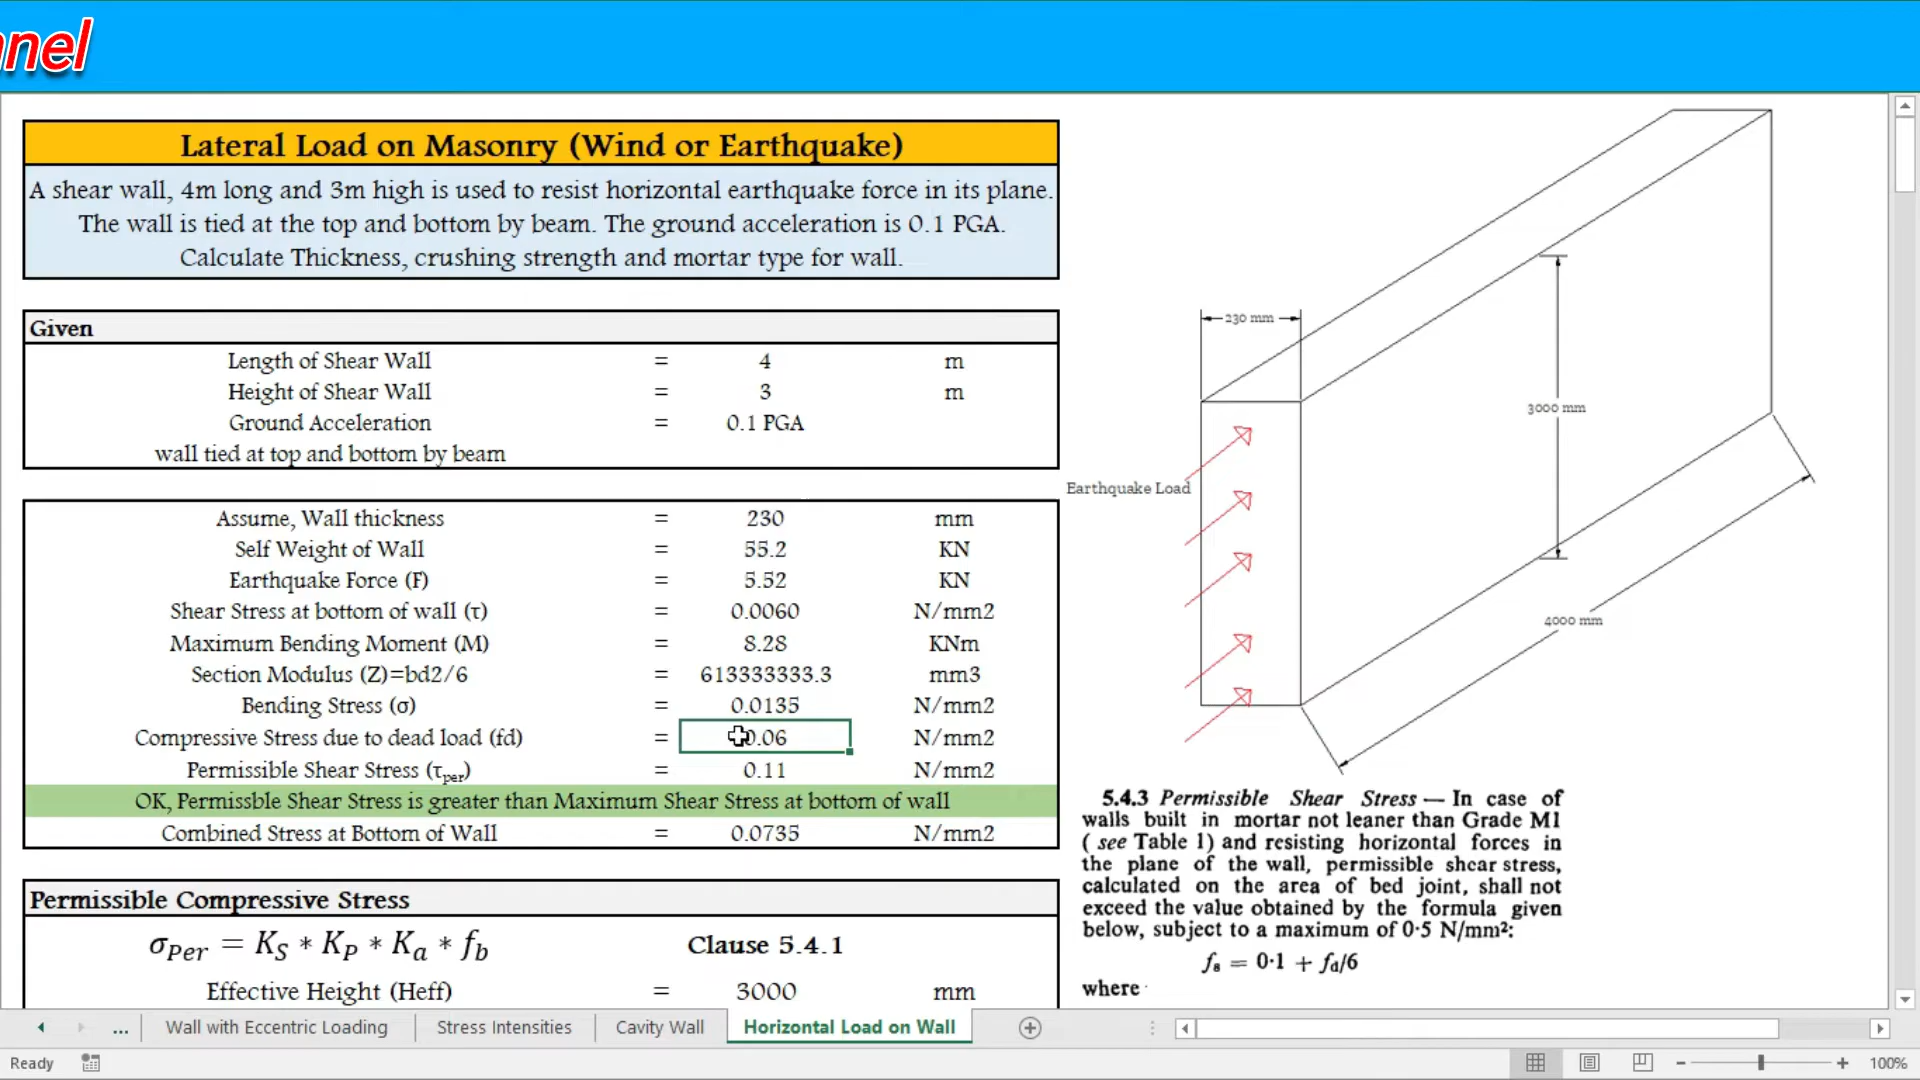 nnel
Lateral Load on Masonry (Wind or Earthquake)
A shear wall, 4m long and 3m high is used to resist horizontal earthquake force in its plane.
The wall is tied at the top and bottom by beam. The ground acceleration is 0.1 PGA.
Calculate Thickness, crushing strength and mortar type for wall.
Given
Length of Shear Wall = 4 m
Height of Shear Wall = 3 m
Ground Acceleration = 0.1 PGA
wall tied at top and bottom by beam
Assume, Wall thickness = 230 mm
Self Weight of Wall = 55.2 KN
Earthquake Force (F) = 5.52 KN
Shear Stress at bottom of wall (τ) = 0.0060 N/mm2
Maximum Bending Moment (M) = 8.28 KNm
Section Modulus (Z)=bd2/6 = 613333333.3 mm3
Bending Stress (σ) = 0.0135 N/mm2
Compressive Stress due to dead load (fd) = 0.06 N/mm2
Permissible Shear Stress (τper) = 0.11 N/mm2
OK, Permissble Shear Stress is greater than Maximum Shear Stress at bottom of wall
Combined Stress at Bottom of Wall = 0.0735 N/mm2
Permissible Compressive Stress
σPer = KS * KP * Ka * fb Clause 5.4.1
Effective Height (Heff) = 3000 mm
230 mm
3000 mm
Earthquake Load
4000 mm
5.4.3 Permissible Shear Stress — In case of
walls built in mortar not leaner than Grade M1
( see Table 1) and resisting horizontal forces in
the plane of the wall, permissible shear stress,
calculated on the area of bed joint, shall not
exceed the value obtained by the formula given
below, subject to a maximum of 0·5 N/mm²:
fs = 0·1 + fd/6
where
... Wall with Eccentric Loading Stress Intensities Cavity Wall Horizontal Load on Wall
Ready 100%